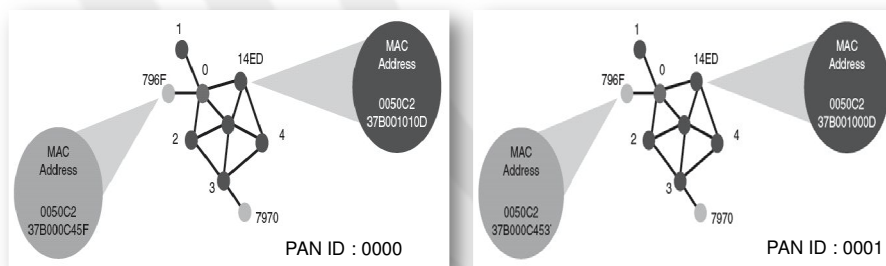 1
14ED
0
796F
2
4
3
7970
MAC
Address
0050C2
37B001010D
MAC
Address
0050C2
37B000C45F
PAN ID : 0000
1
14ED
0
796F
2
4
3
7970
MAC
Address
0050C2
37B001000D
MAC
Address
0050C2
37B000C453
PAN ID : 0001